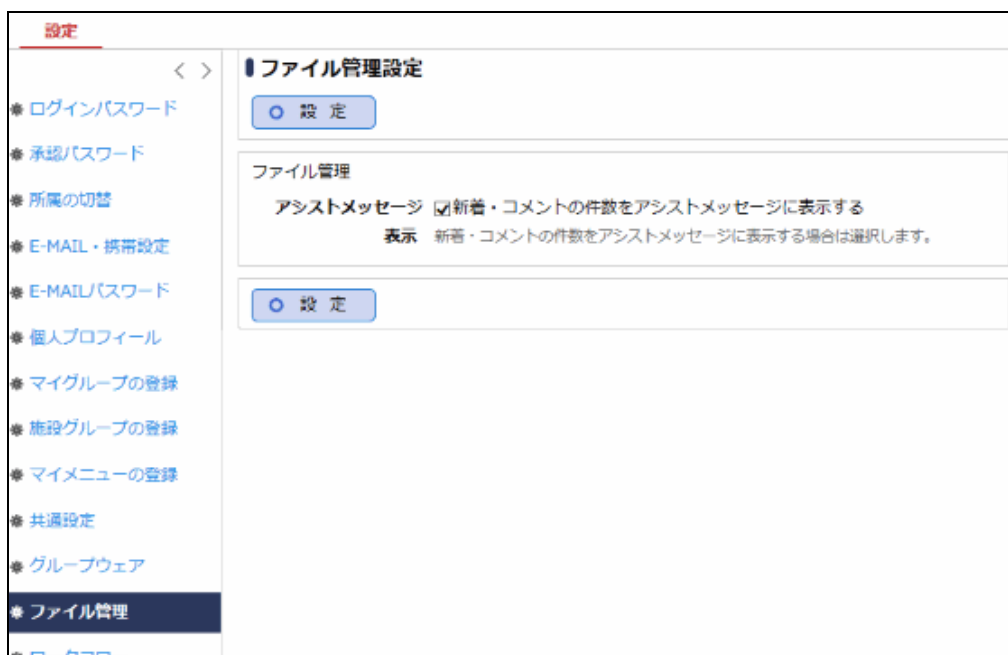 設定
< >
ログインパスワード
承認パスワード
所属の切替
E-MAIL・携帯設定
E-MAILパスワード
個人プロフィール
マイグループの登録
施設グループの登録
マイメニューの登録
共通設定
グループウェア
ファイル管理
ファイル管理設定
設 定
ファイル管理
アシストメッセージ 新着・コメントの件数をアシストメッセージに表示する
表示 新着・コメントの件数をアシストメッセージに表示する場合は選択します。
設 定